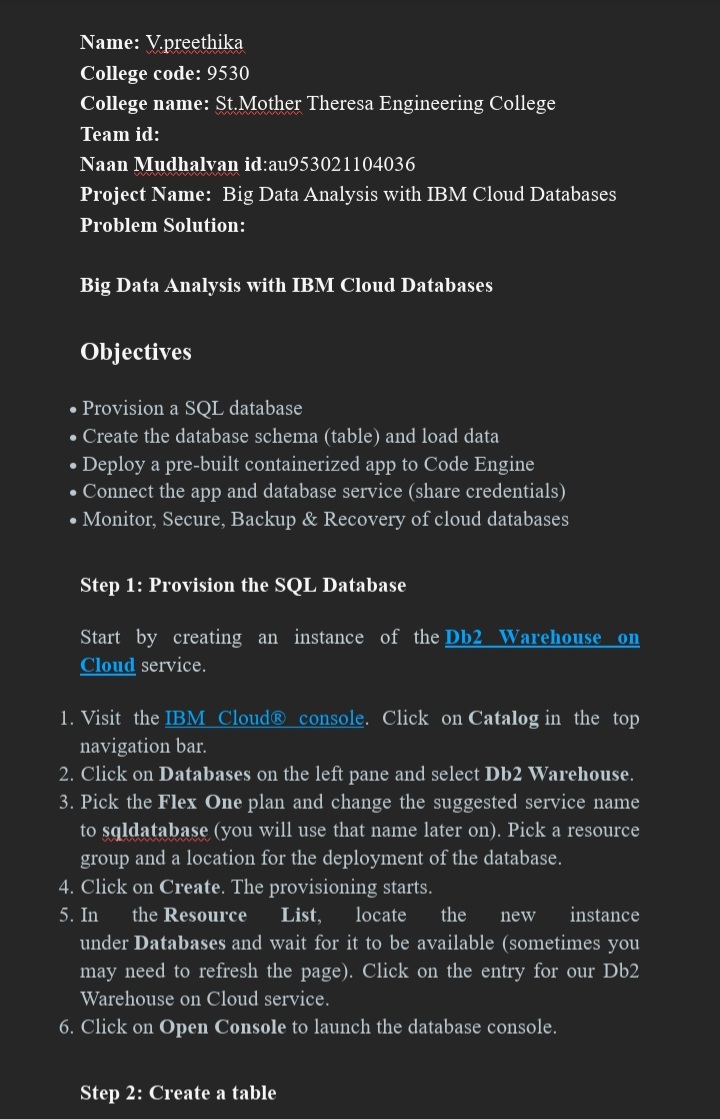 Name: V.preethika
College code: 9530
College name: St.Mother Theresa Engineering College
Team id:
Naan Mudhalvan id:au953021104036
Project Name: Big Data Analysis with IBM Cloud Databases
Problem Solution:
Big Data Analysis with IBM Cloud Databases
Objectives
• Provision a SQL database
• Create the database schema (table) and load data
• Deploy a pre-built containerized app to Code Engine
• Connect the app and database service (share credentials)
• Monitor, Secure, Backup & Recovery of cloud databases
Step 1: Provision the SQL Database
Start by creating an instance of the Db2 Warehouse on
Cloud service.
1. Visit the IBM Cloud® console. Click on Catalog in the top
navigation bar.
2. Click on Databases on the left pane and select Db2 Warehouse.
3. Pick the Flex One plan and change the suggested service name
to sqldatabase (you will use that name later on). Pick a resource
group and a location for the deployment of the database.
4. Click on Create. The provisioning starts.
5. In the Resource List, locate the new instance
under Databases and wait for it to be available (sometimes you
may need to refresh the page). Click on the entry for our Db2
Warehouse on Cloud service.
6. Click on Open Console to launch the database console.
Step 2: Create a table